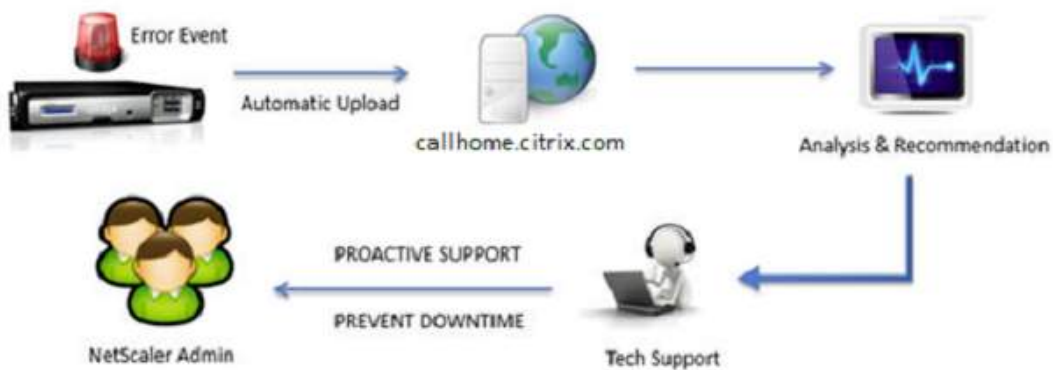 Error Event
Automatic Upload
callhome.citrix.com
Analysis & Recommendation
PROACTIVE SUPPORT
PREVENT DOWNTIME
NetScaler Admin
Tech Support